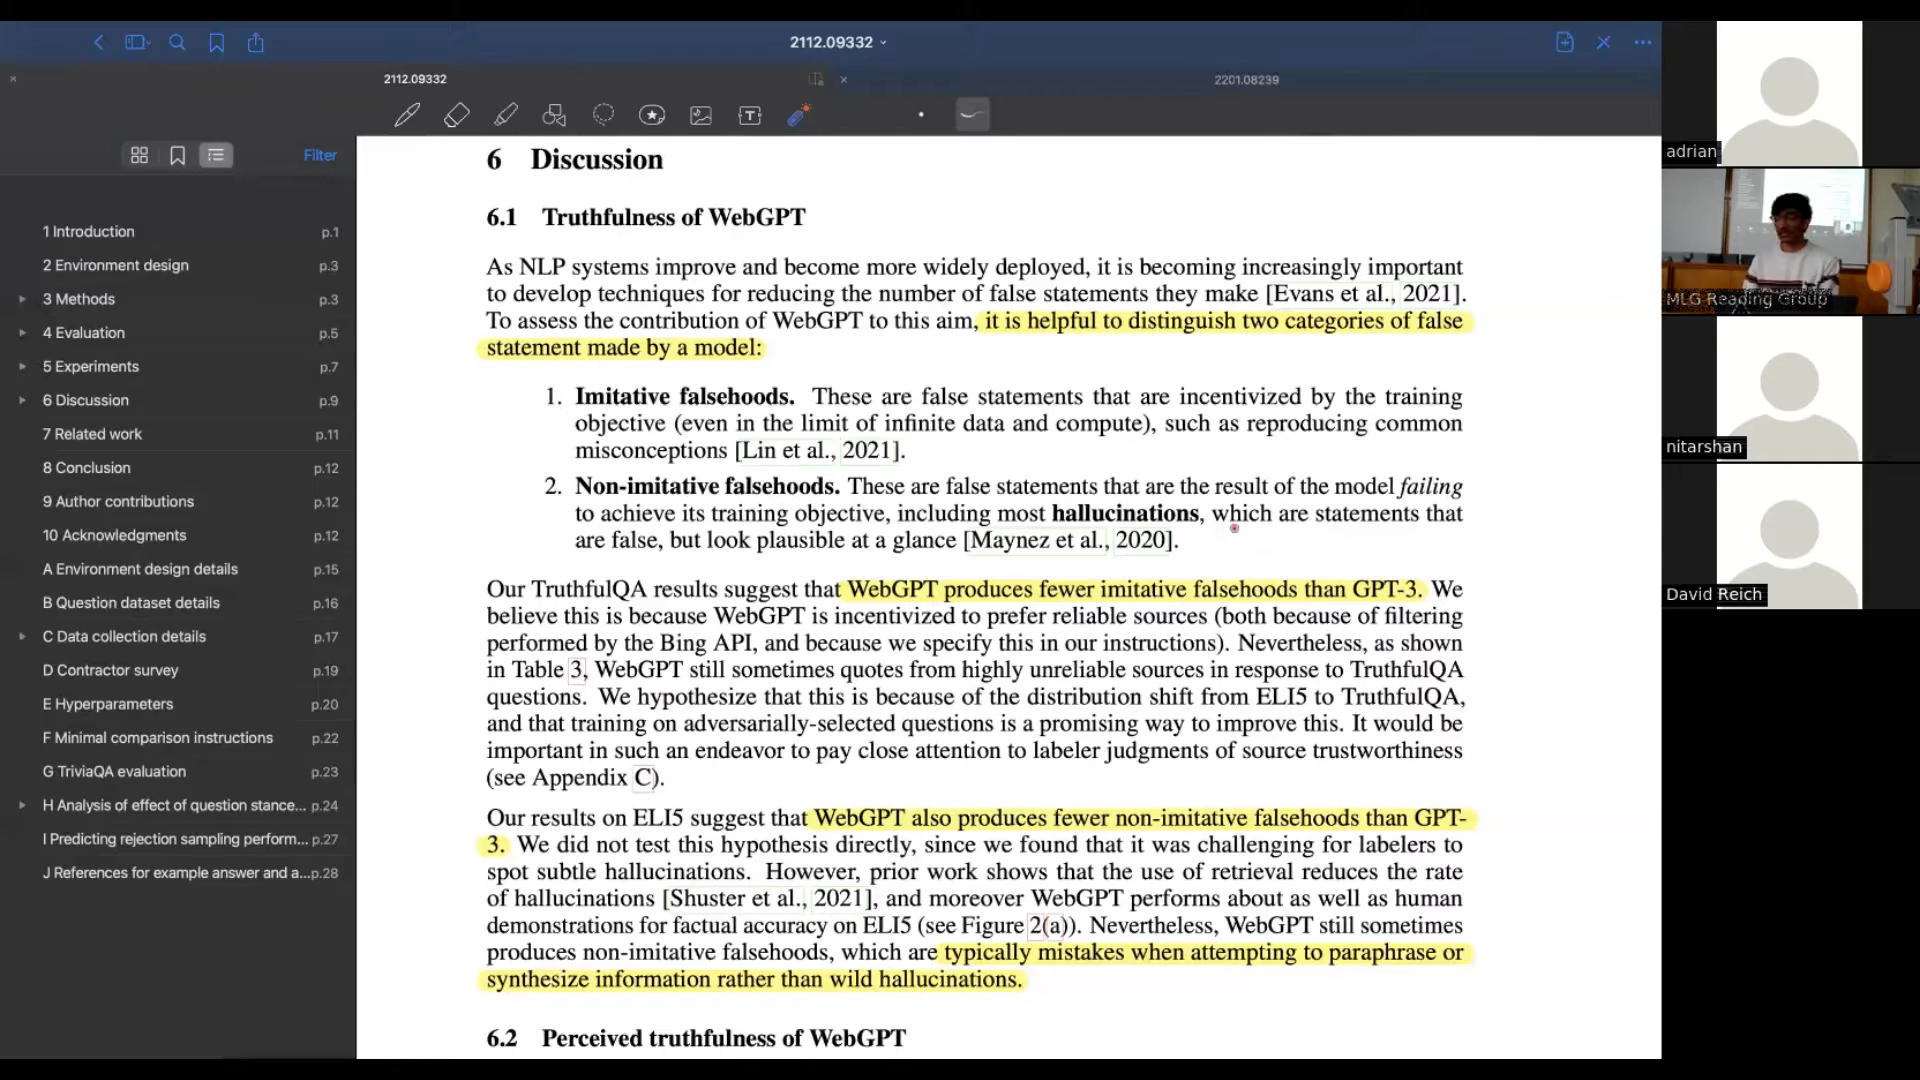 2112.09332
2112.09332
2201.08239
Filter
1 Introduction p.1
2 Environment design p.3
3 Methods p.3
4 Evaluation p.5
5 Experiments p.7
6 Discussion p.9
7 Related work p.11
8 Conclusion p.12
9 Author contributions p.12
10 Acknowledgments p.12
A Environment design details p.15
B Question dataset details p.16
C Data collection details p.17
D Contractor survey p.19
E Hyperparameters p.20
F Minimal comparison instructions p.22
G TriviaQA evaluation p.23
H Analysis of effect of question stance... p.24
I Predicting rejection sampling perform... p.27
J References for example answer and a...p.28
6 Discussion
6.1 Truthfulness of WebGPT
As NLP systems improve and become more widely deployed, it is becoming increasingly important
to develop techniques for reducing the number of false statements they make [Evans et al., 2021].
To assess the contribution of WebGPT to this aim, it is helpful to distinguish two categories of false
statement made by a model:
1. Imitative falsehoods. These are false statements that are incentivized by the training
objective (even in the limit of infinite data and compute), such as reproducing common
misconceptions [Lin et al., 2021].
2. Non-imitative falsehoods. These are false statements that are the result of the model failing
to achieve its training objective, including most hallucinations, which are statements that
are false, but look plausible at a glance [Maynez et al., 2020].
Our TruthfulQA results suggest that WebGPT produces fewer imitative falsehoods than GPT-3. We
believe this is because WebGPT is incentivized to prefer reliable sources (both because of filtering
performed by the Bing API, and because we specify this in our instructions). Nevertheless, as shown
in Table 3, WebGPT still sometimes quotes from highly unreliable sources in response to TruthfulQA
questions. We hypothesize that this is because of the distribution shift from ELI5 to TruthfulQA,
and that training on adversarially-selected questions is a promising way to improve this. It would be
important in such an endeavor to pay close attention to labeler judgments of source trustworthiness
(see Appendix C).
Our results on ELI5 suggest that WebGPT also produces fewer non-imitative falsehoods than GPT-
3. We did not test this hypothesis directly, since we found that it was challenging for labelers to
spot subtle hallucinations. However, prior work shows that the use of retrieval reduces the rate
of hallucinations [Shuster et al., 2021], and moreover WebGPT performs about as well as human
demonstrations for factual accuracy on ELI5 (see Figure 2(a)). Nevertheless, WebGPT still sometimes
produces non-imitative falsehoods, which are typically mistakes when attempting to paraphrase or
synthesize information rather than wild hallucinations.
6.2 Perceived truthfulness of WebGPT
adrian
MLG Reading Group
nitarshan
David Reich